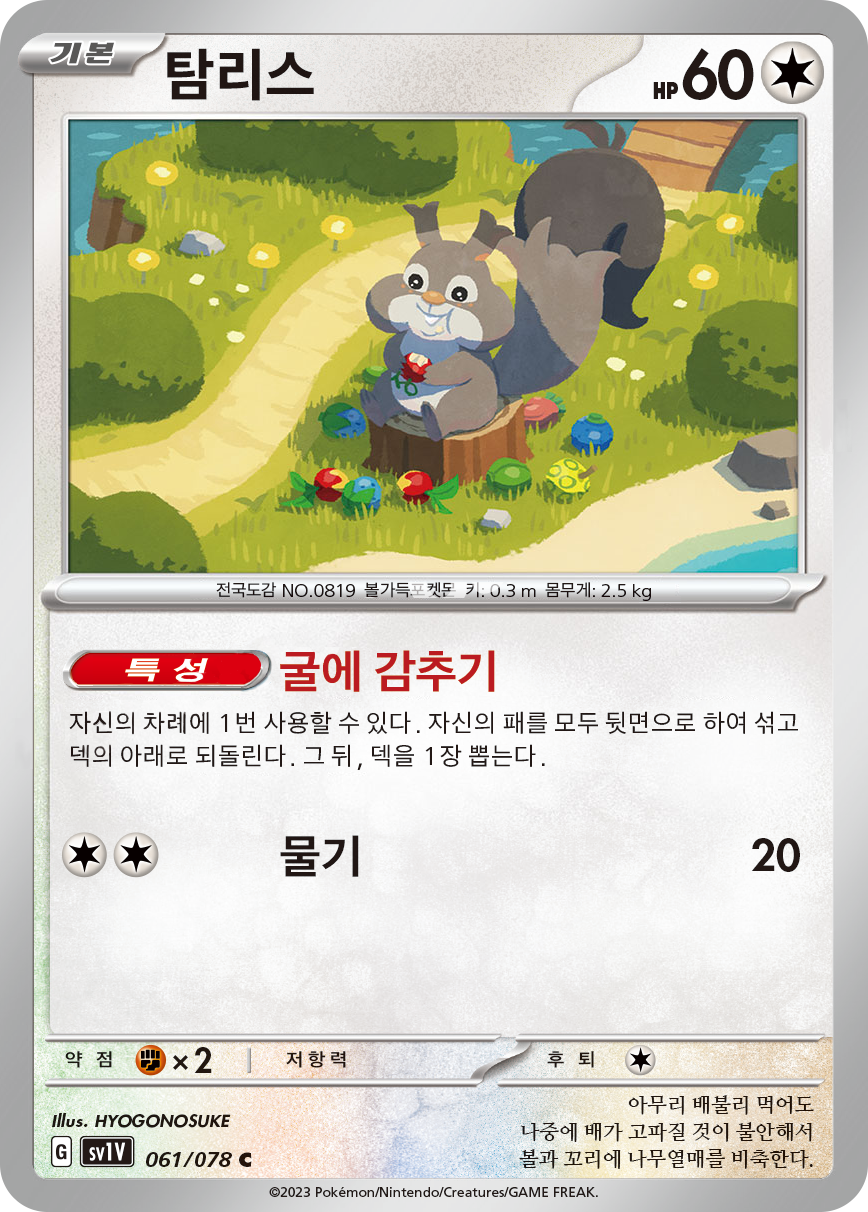 기본
탐리스
HP 60
전국도감 NO.0819 볼가득포켓몬 키: 0.3 m 몸무게: 2.5 kg
특성 굴에 감추기
자신의 차례에 1번 사용할 수 있다. 자신의 패를 모두 뒷면으로 하여 섞고
덱의 아래로 되돌린다. 그 뒤, 덱을 1장 뽑는다.
물기 20
약점 ×2 저항력 후퇴
Illus. HYOGONOSUKE
아무리 배불리 먹어도
나중에 배가 고파질 것이 불안해서
볼과 꼬리에 나무열매를 비축한다.
G sv1V 061/078 C
©2023 Pokémon/Nintendo/Creatures/GAME FREAK.